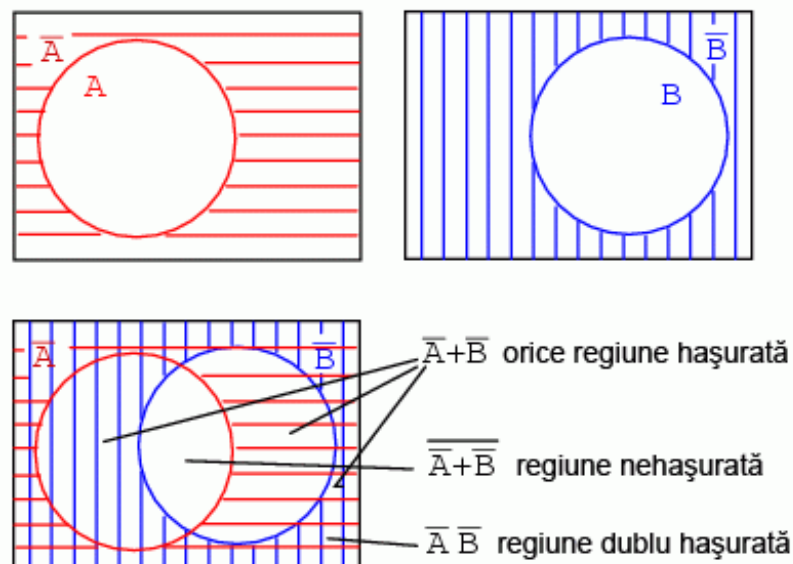 A̅
A
B̅
B
A̅
B̅
A̅+B̅ orice regiune haşurată
A̅+̅B̅̅ regiune nehaşurată
A̅ B̅ regiune dublu haşurată